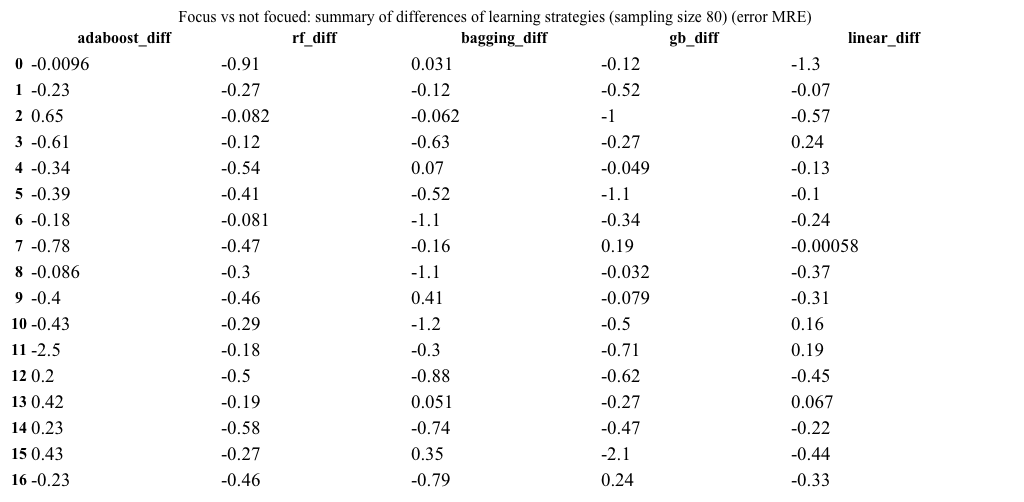 Focus vs not focued: summary of differences of learning strategies (sampling size 80) (error MRE)
adaboost_diff rf_diff bagging_diff gb_diff linear_diff
0 -0.0096 -0.91 0.031 -0.12 -1.3
1 -0.23 -0.27 -0.12 -0.52 -0.07
2 0.65 -0.082 -0.062 -1 -0.57
3 -0.61 -0.12 -0.63 -0.27 0.24
4 -0.34 -0.54 0.07 -0.049 -0.13
5 -0.39 -0.41 -0.52 -1.1 -0.1
6 -0.18 -0.081 -1.1 -0.34 -0.24
7 -0.78 -0.47 -0.16 0.19 -0.00058
8 -0.086 -0.3 -1.1 -0.032 -0.37
9 -0.4 -0.46 0.41 -0.079 -0.31
10 -0.43 -0.29 -1.2 -0.5 0.16
11 -2.5 -0.18 -0.3 -0.71 0.19
12 0.2 -0.5 -0.88 -0.62 -0.45
13 0.42 -0.19 0.051 -0.27 0.067
14 0.23 -0.58 -0.74 -0.47 -0.22
15 0.43 -0.27 0.35 -2.1 -0.44
16 -0.23 -0.46 -0.79 0.24 -0.33